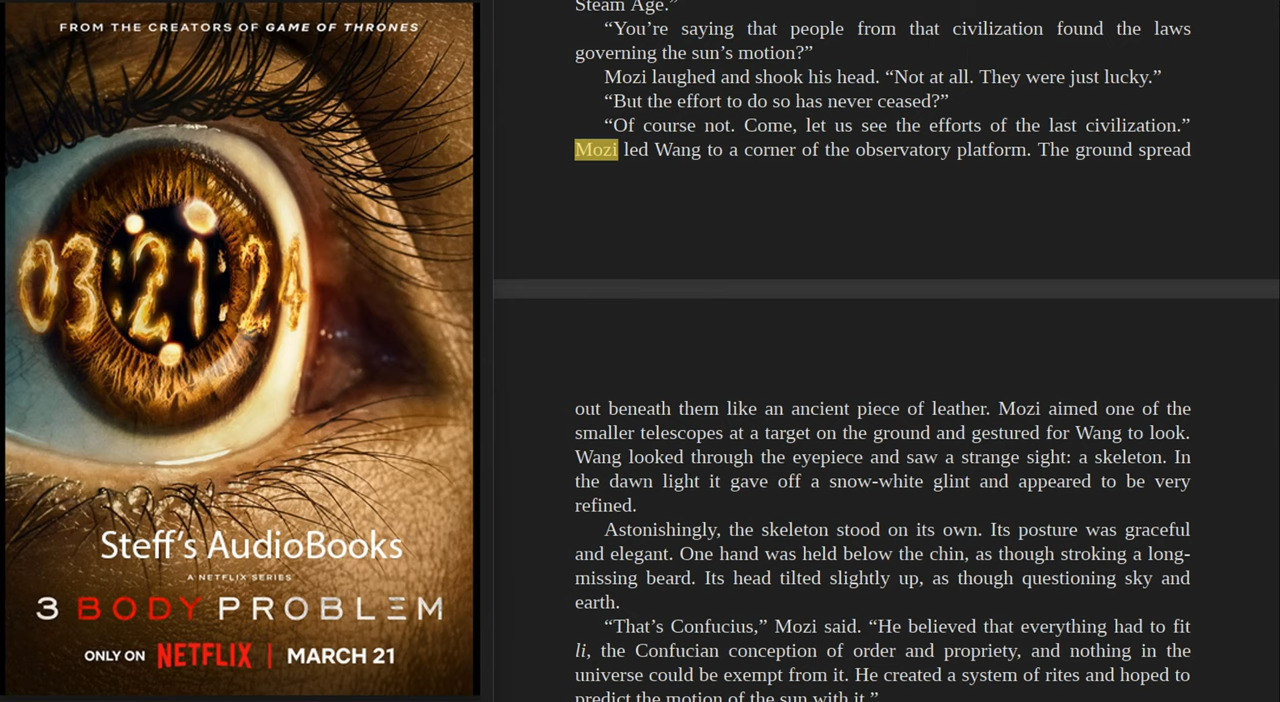 FROM THE CREATORS OF GAME OF THRONES
03:21:24
Steff's AudioBooks
A NETFLIX SERIES
3 BODY PROBLEM
ONLY ON NETFLIX | MARCH 21
Steam Age.”
“You’re saying that people from that civilization found the laws
governing the sun’s motion?”
Mozi laughed and shook his head. “Not at all. They were just lucky.”
“But the effort to do so has never ceased?”
“Of course not. Come, let us see the efforts of the last civilization.”
Mozi led Wang to a corner of the observatory platform. The ground spread
out beneath them like an ancient piece of leather. Mozi aimed one of the
smaller telescopes at a target on the ground and gestured for Wang to look.
Wang looked through the eyepiece and saw a strange sight: a skeleton. In
the dawn light it gave off a snow-white glint and appeared to be very
refined.
Astonishingly, the skeleton stood on its own. Its posture was graceful
and elegant. One hand was held below the chin, as though stroking a long-
missing beard. Its head tilted slightly up, as though questioning sky and
earth.
“That’s Confucius,” Mozi said. “He believed that everything had to fit
li, the Confucian conception of order and propriety, and nothing in the
universe could be exempt from it. He created a system of rites and hoped to
predict the motion of the sun with it.”